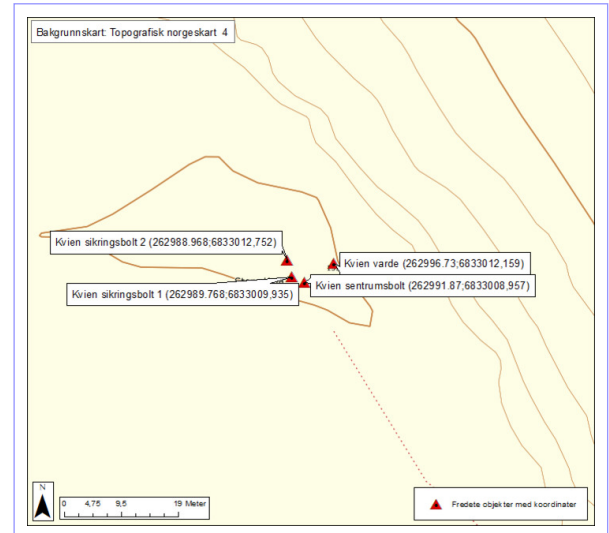 Bakgrunnskart: Topografisk norgeskart 4
Kvien sikringsbolt 2 (262988.968;6833012,752)
Kvien varde (262996.73;6833012,159)
Kvien sentrumsbolt (262991.87;6833008,957)
Kvien sikringsbolt 1 (262989.768;6833009,935)
N
0 4,75 9,5 19 Meter
Fredete objekter med koordinater